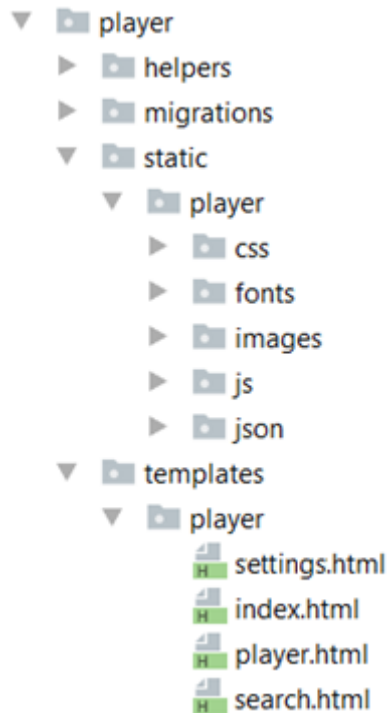 player
helpers
migrations
static
player
css
fonts
images
js
json
templates
player
H settings.html
H index.html
H player.html
H search.html